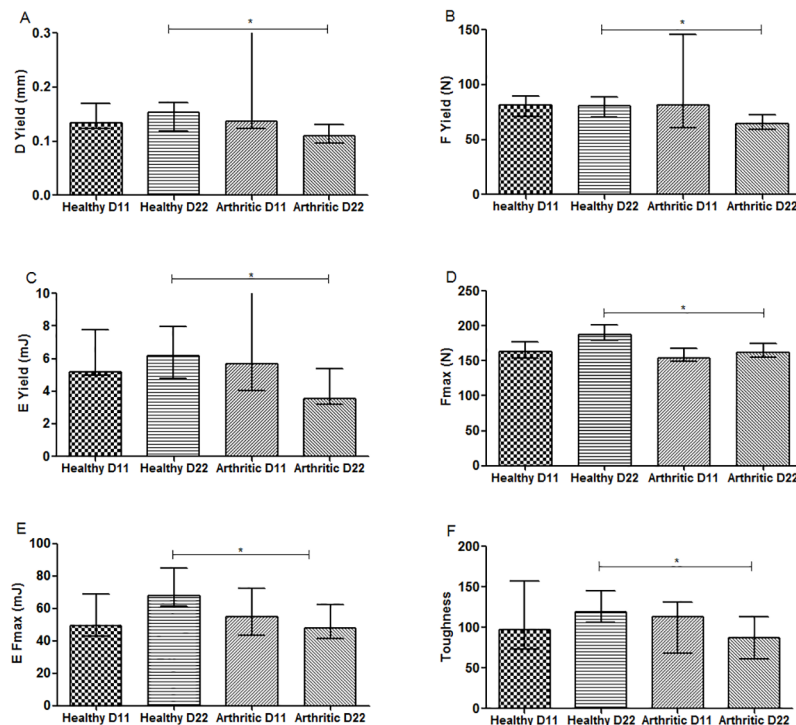 A
*
0.3
0.2
0.1
0.0
D Yield (mm)
Healthy D11 Healthy D22 Arthritic D11 Arthritic D22
B
*
150
100
50
0
F Yield (N)
healthy D11 Healthy D22 Arthritic D11 Arthritic D22
C
*
10
8
6
4
2
0
E Yield (mJ)
Healthy D11 Healthy D22 Arthritic D11 Arthritic D22
D
*
250
200
150
100
50
0
Fmax (N)
Healthy D11 Healthy D22 Arthritic D11 Arthritic D22
E
*
100
80
60
40
20
0
E Fmax (mJ)
Healthy D11 Healthy D22 Arthritic D11 Arthritic D22
F
*
200
150
100
50
0
Toughness
Healthy D11 Healthy D22 Arthritic D11 Arthritic D22